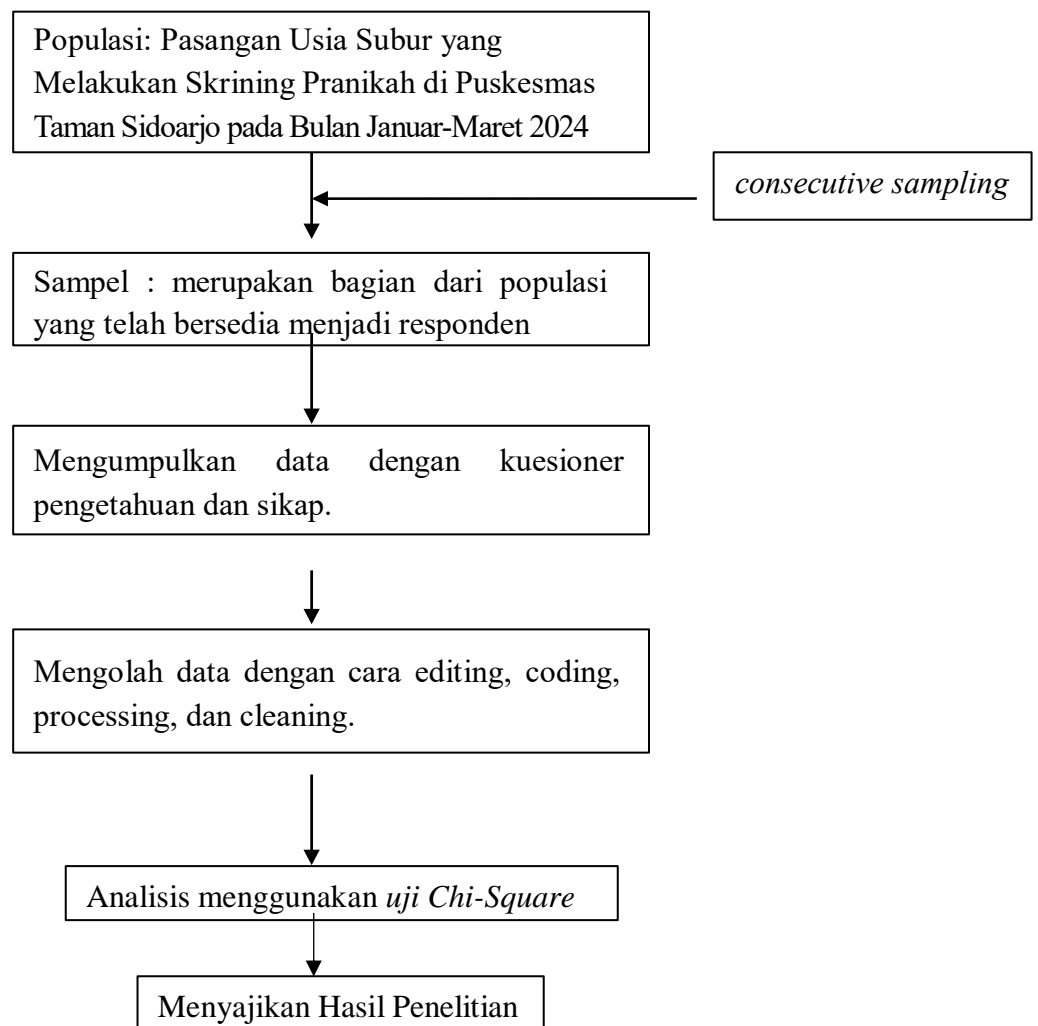 Populasi: Pasangan Usia Subur yang
Melakukan Skrining Pranikah di Puskesmas
Taman Sidoarjo pada Bulan Januar-Maret 2024
consecutive sampling
Sampel : merupakan bagian dari populasi
yang telah bersedia menjadi responden
Mengumpulkan data dengan kuesioner
pengetahuan dan sikap.
Mengolah data dengan cara editing, coding,
processing, dan cleaning.
Analisis menggunakan uji Chi-Square
Menyajikan Hasil Penelitian